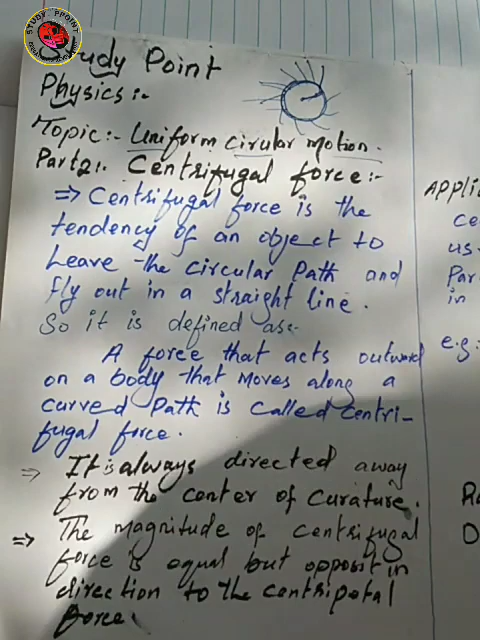 STUDY PPOINT
Study Point
Physics:-
Topic:- Uniform cirular motion.
Part 2:. Centrifugal force:-
⇒ Centrifugal force is the
tendency of an object to
Leave the circular Path and
fly out in a straight line.
So it is defined as:-
A force that acts outward
on a body that moves along a
curved Path is called Centri-
fugal force.
⇒ It is always directed away
from the center of Curature.
⇒ The magnitude of centrifugal
force is equal but opposit in
direction to the centripetal
force.
APPLI
Ce
us
Par
in
e.g: